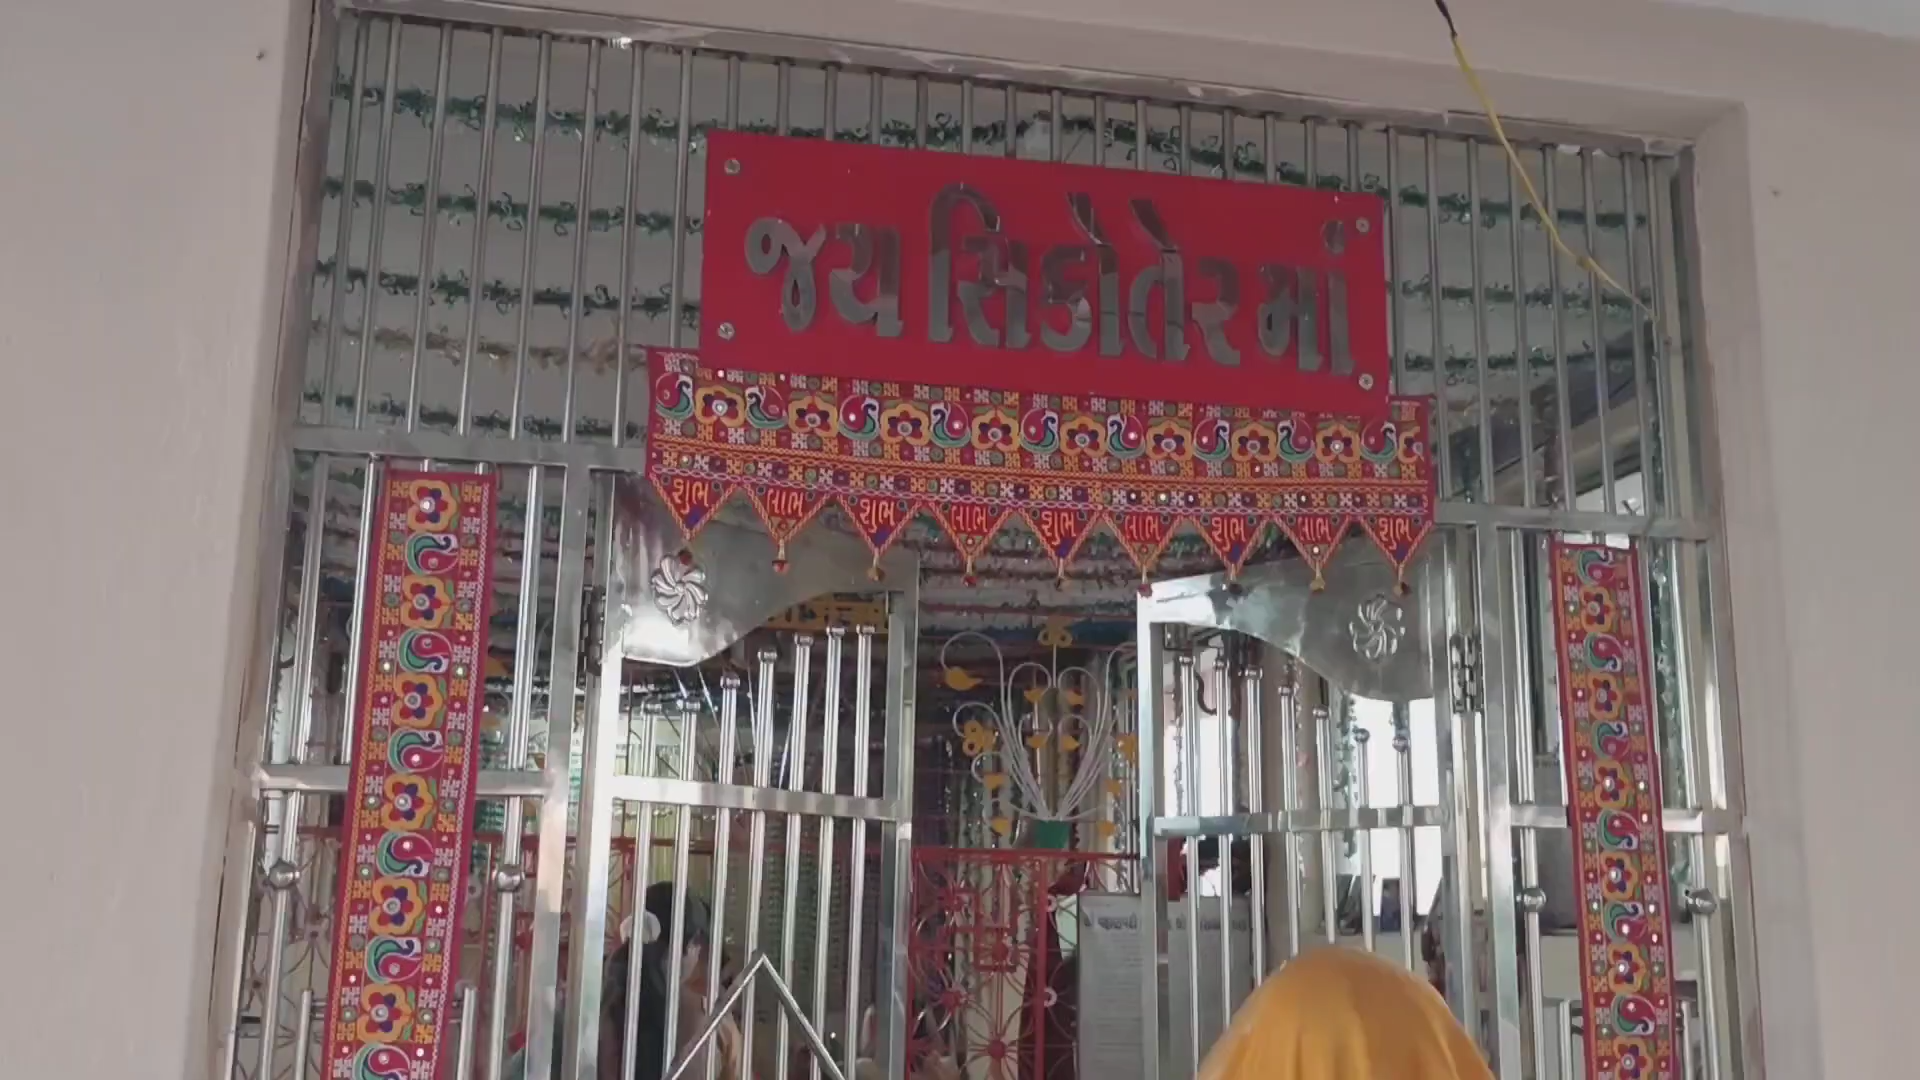 જય સિકોતેર માં
શુભ લાભ શુભ લાભ શુભ લાભ શુભ લાભ શુભ